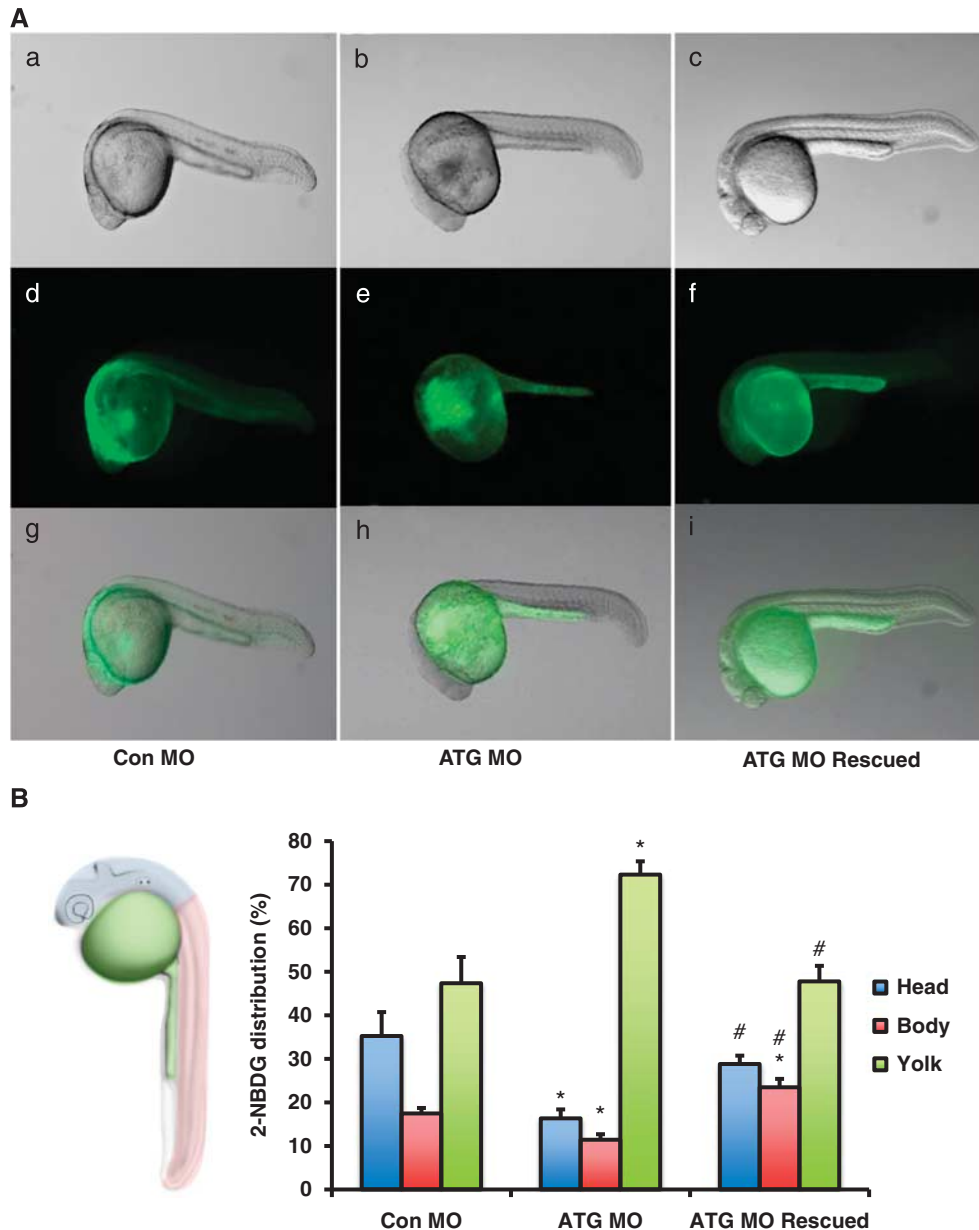 A
a
b
c
d
e
f
g
h
i
Con MO
ATG MO
ATG MO Rescued
B
2-NBDG distribution (%)
80
70
60
50
40
30
20
10
0
*
*
*
#
#
*
#
Head
Body
Yolk
Con MO
ATG MO
ATG MO Rescued